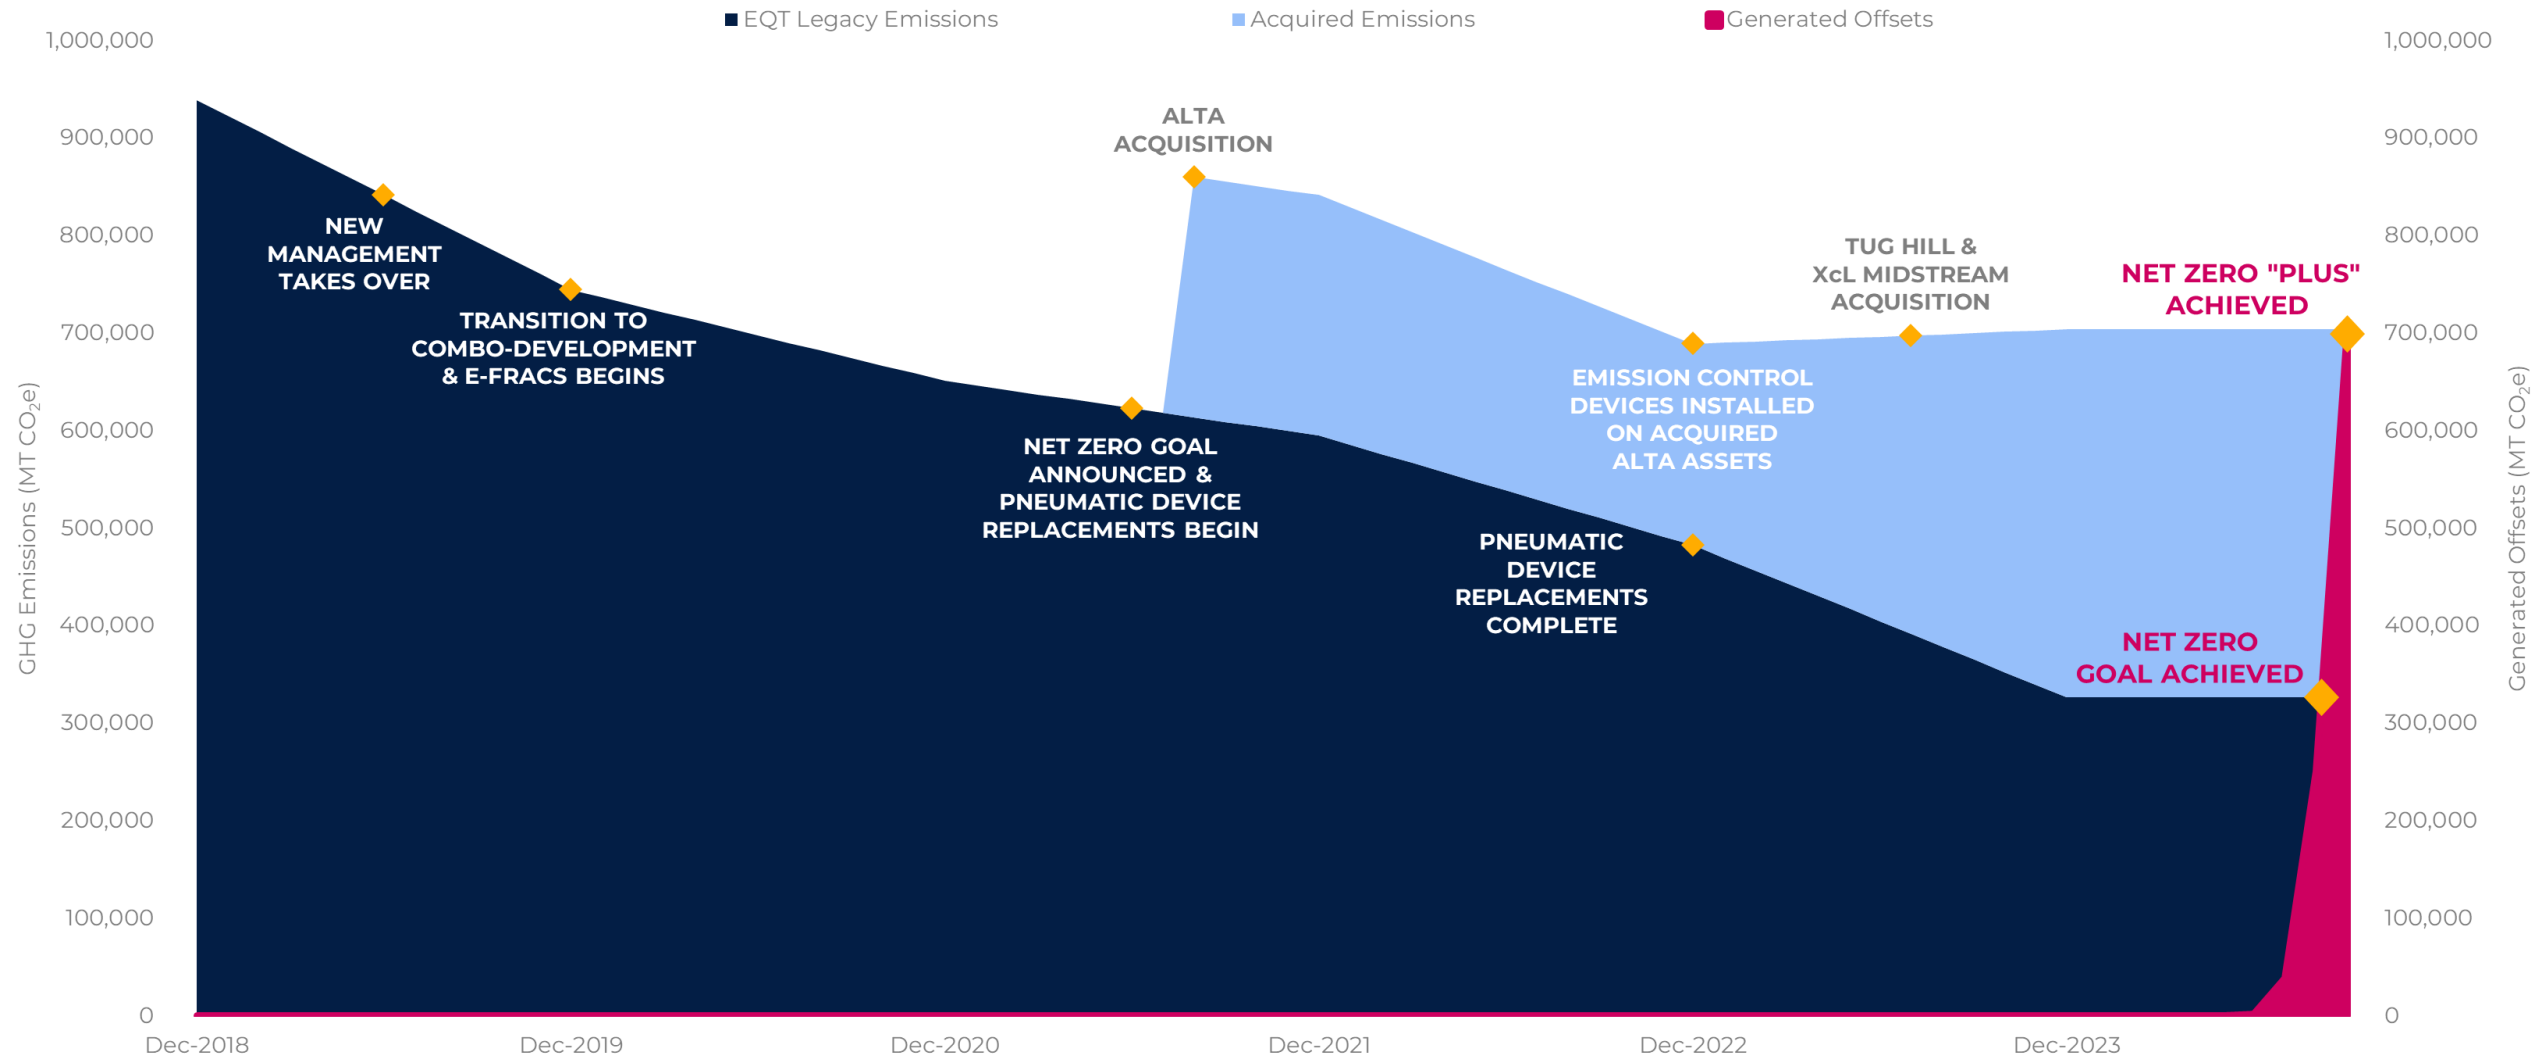 EQT Legacy Emissions
Acquired Emissions
Generated Offsets
1,000,000
900,000
800,000
700,000
600,000
500,000
400,000
300,000
200,000
100,000
0
GHG Emissions (MT CO₂e)
NEW
MANAGEMENT
TAKES OVER
TRANSITION TO
COMBO-DEVELOPMENT
& E-FRACS BEGINS
NET ZERO GOAL
ANNOUNCED &
PNEUMATIC DEVICE
REPLACEMENTS BEGIN
ALTA
ACQUISITION
EMISSION CONTROL
DEVICES INSTALLED
ON ACQUIRED
ALTA ASSETS
PNEUMATIC
DEVICE
REPLACEMENTS
COMPLETE
TUG HILL &
XcL MIDSTREAM
ACQUISITION
NET ZERO "PLUS"
ACHIEVED
NET ZERO
GOAL ACHIEVED
1,000,000
900,000
800,000
700,000
600,000
500,000
400,000
300,000
200,000
100,000
0
Generated Offsets (MT CO₂e)
Dec-2018
Dec-2019
Dec-2020
Dec-2021
Dec-2022
Dec-2023